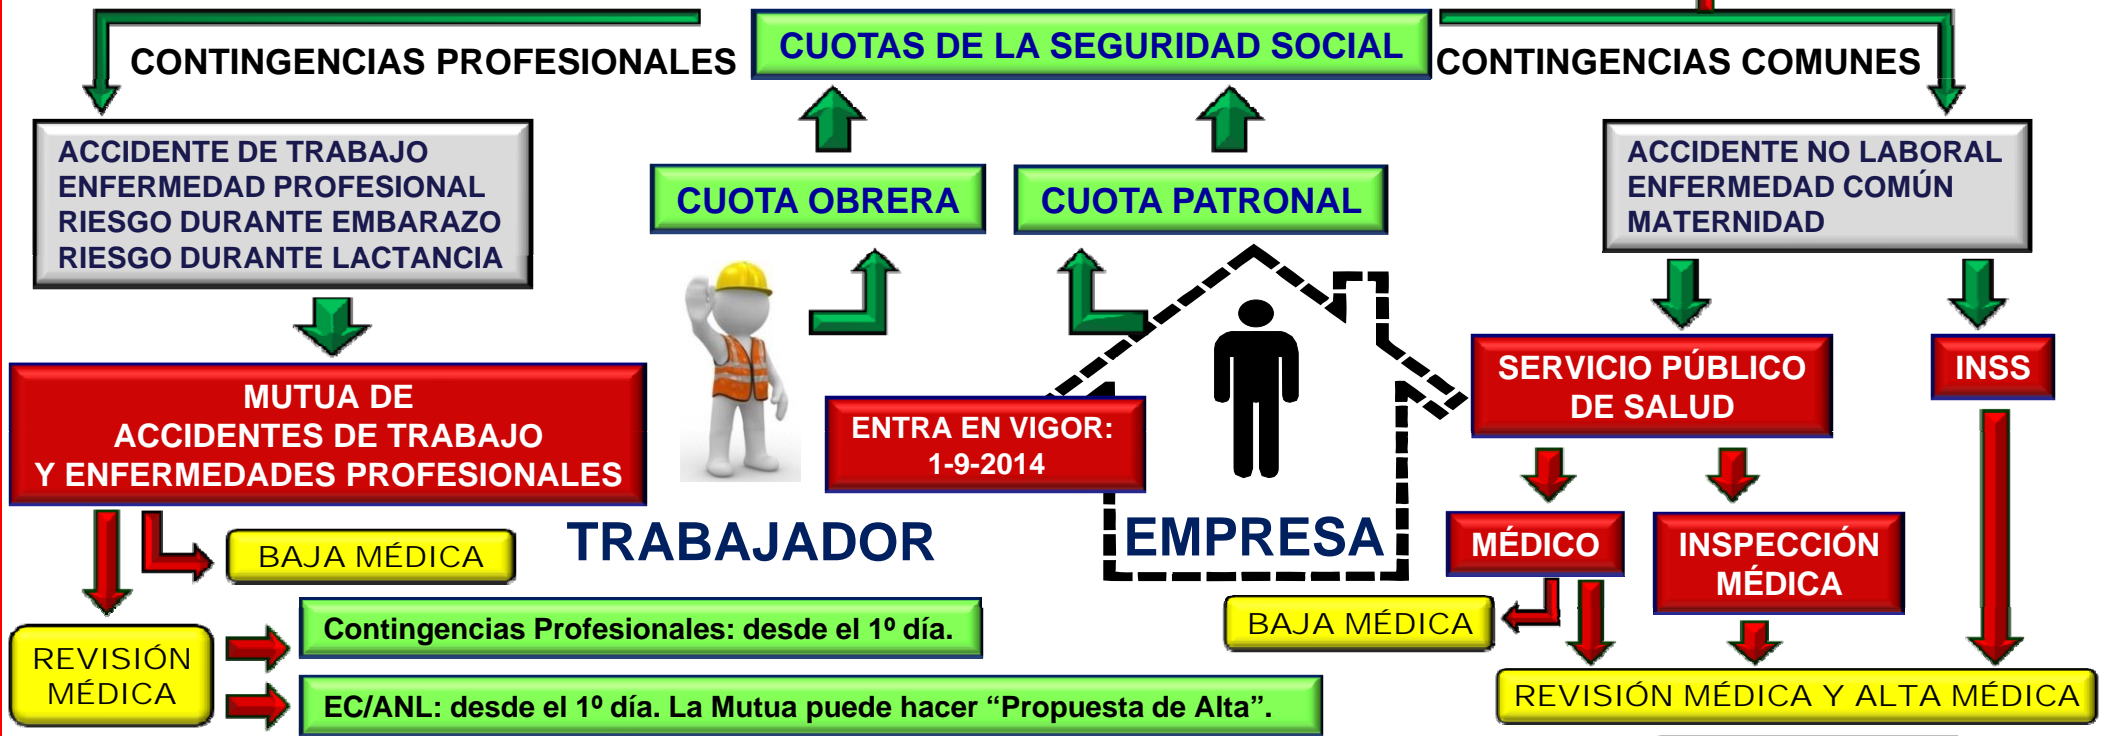 CUOTAS DE LA SEGURIDAD SOCIAL
CONTINGENCIAS PROFESIONALES
CONTINGENCIAS COMUNES
ACCIDENTE DE TRABAJO
ENFERMEDAD PROFESIONAL
RIESGO DURANTE EMBARAZO
RIESGO DURANTE LACTANCIA
CUOTA OBRERA
CUOTA PATRONAL
ACCIDENTE NO LABORAL
ENFERMEDAD COMÚN
MATERNIDAD
MUTUA DE
ACCIDENTES DE TRABAJO
Y ENFERMEDADES PROFESIONALES
ENTRA EN VIGOR:
1-9-2014
SERVICIO PÚBLICO
DE SALUD
INSS
TRABAJADOR
EMPRESA
MÉDICO
INSPECCIÓN
MÉDICA
BAJA MÉDICA
BAJA MÉDICA
REVISIÓN
MÉDICA
Contingencias Profesionales: desde el 1º día.
EC/ANL: desde el 1º día. La Mutua puede hacer “Propuesta de Alta”.
REVISIÓN MÉDICA Y ALTA MÉDICA